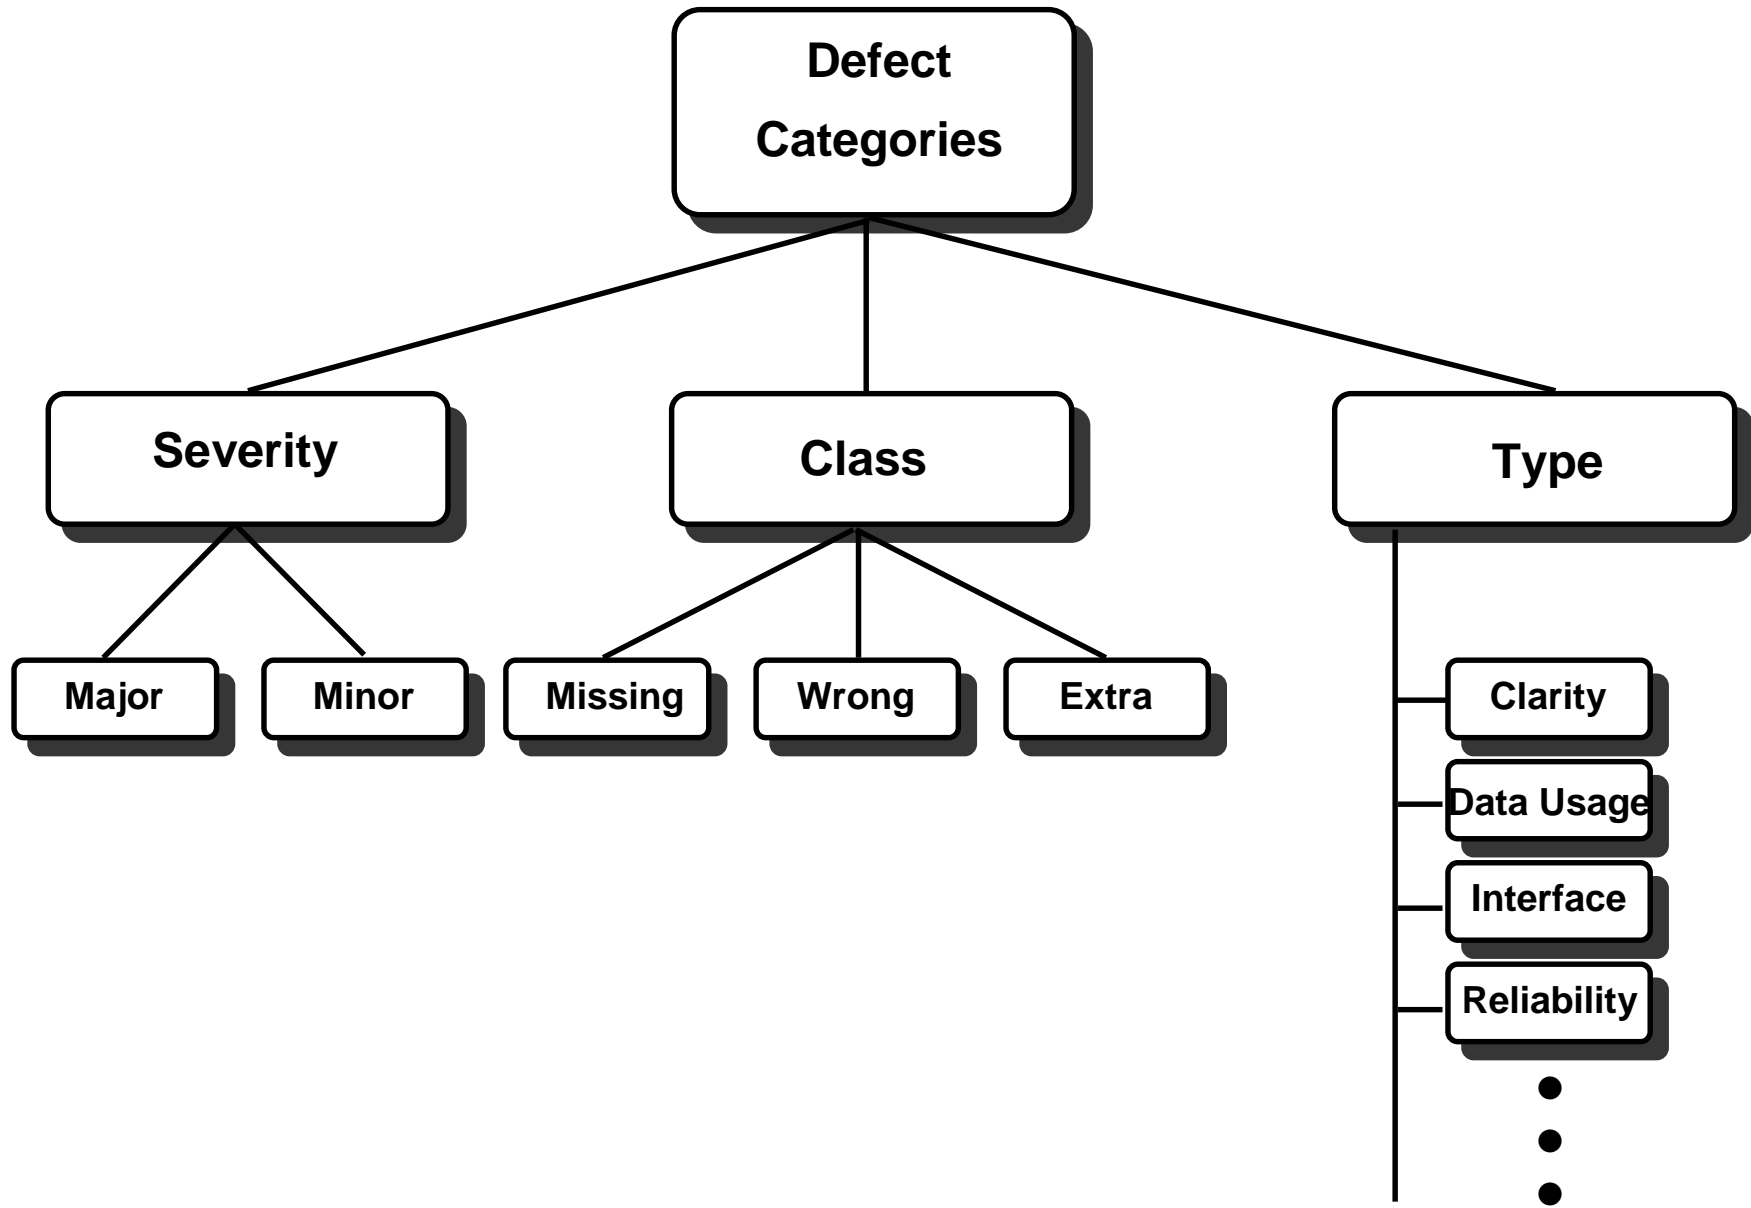 Defect
Categories
Severity
Class
Type
Major
Minor
Missing
Wrong
Extra
Clarity
Data Usage
Interface
Reliability